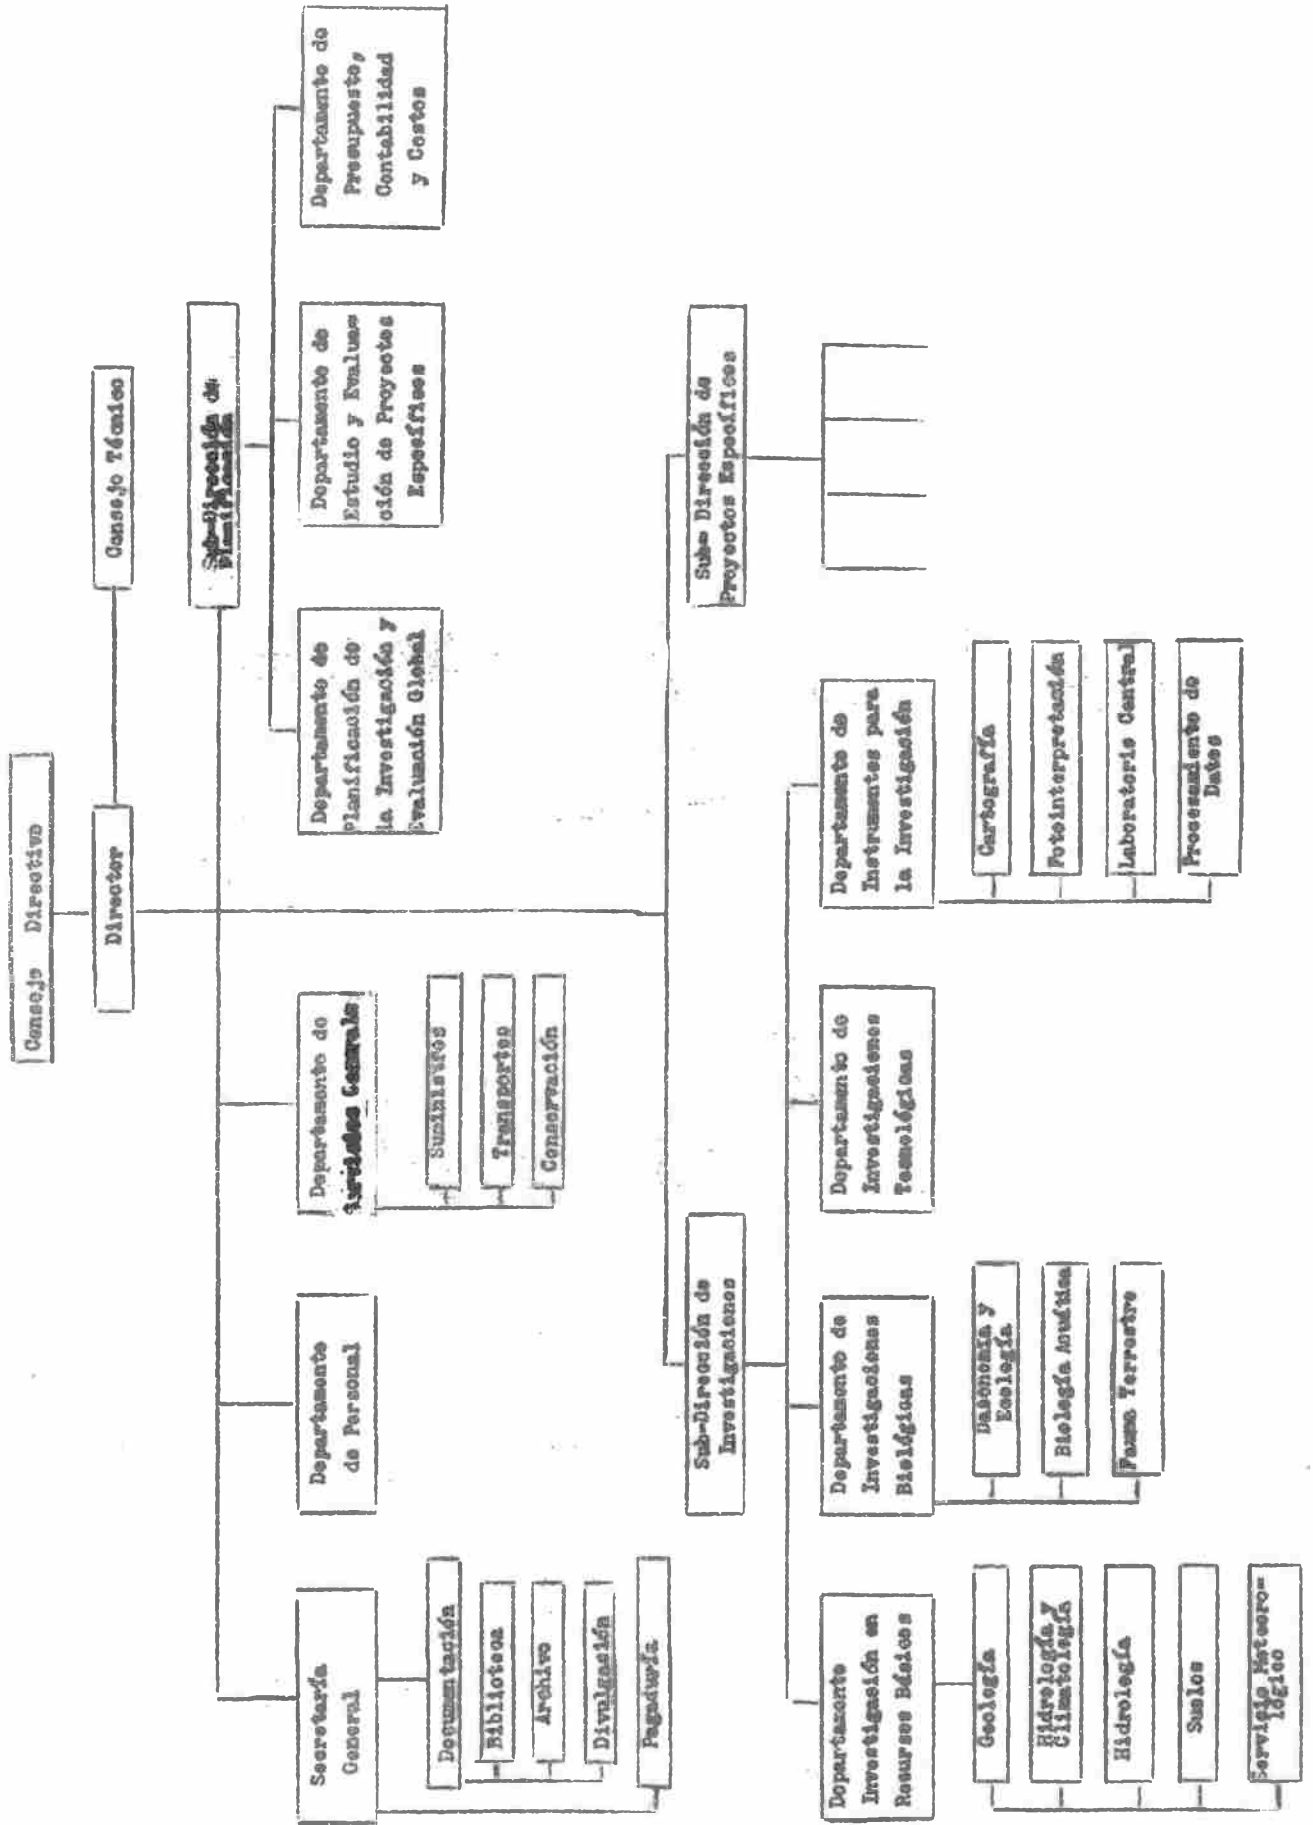 Consejo Directivo
Director
Consejo Técnico
Sub-Dirección de
Planificación
Secretaría
General
Departamento
de Personal
Departamento de
Servicios Generales
Departamento de
Planificación de
la Investigación y
Evaluación Global
Departamento de
Estudio y Evalua=
ción de Proyectos
Específicos
Departamento de
Presupuesto,
Contabilidad
y Costos
Documentación
Biblioteca
Archivo
Divulgación
Pagaduría
Suministros
Transportes
Conservación
Sub-Dirección de
Investigaciones
Sub= Dirección de
Proyectos Específicos
Departamento
Investigación en
Recursos Básicos
Departamento de
Investigaciones
Biológicas
Departamento de
Investigaciones
Tecnológicas
Departamento de
Instrumentos para
la Investigación
Geología
Hidrología y
Climatología
Hidrología
Suelos
Servicio Meteoro=
lógico
Dasonomía y
Ecología
Biología Acuática
Fauna Terrestre
Cartografía
Fotointerpretación
Laboratorio Central
Procesamiento de
Datos